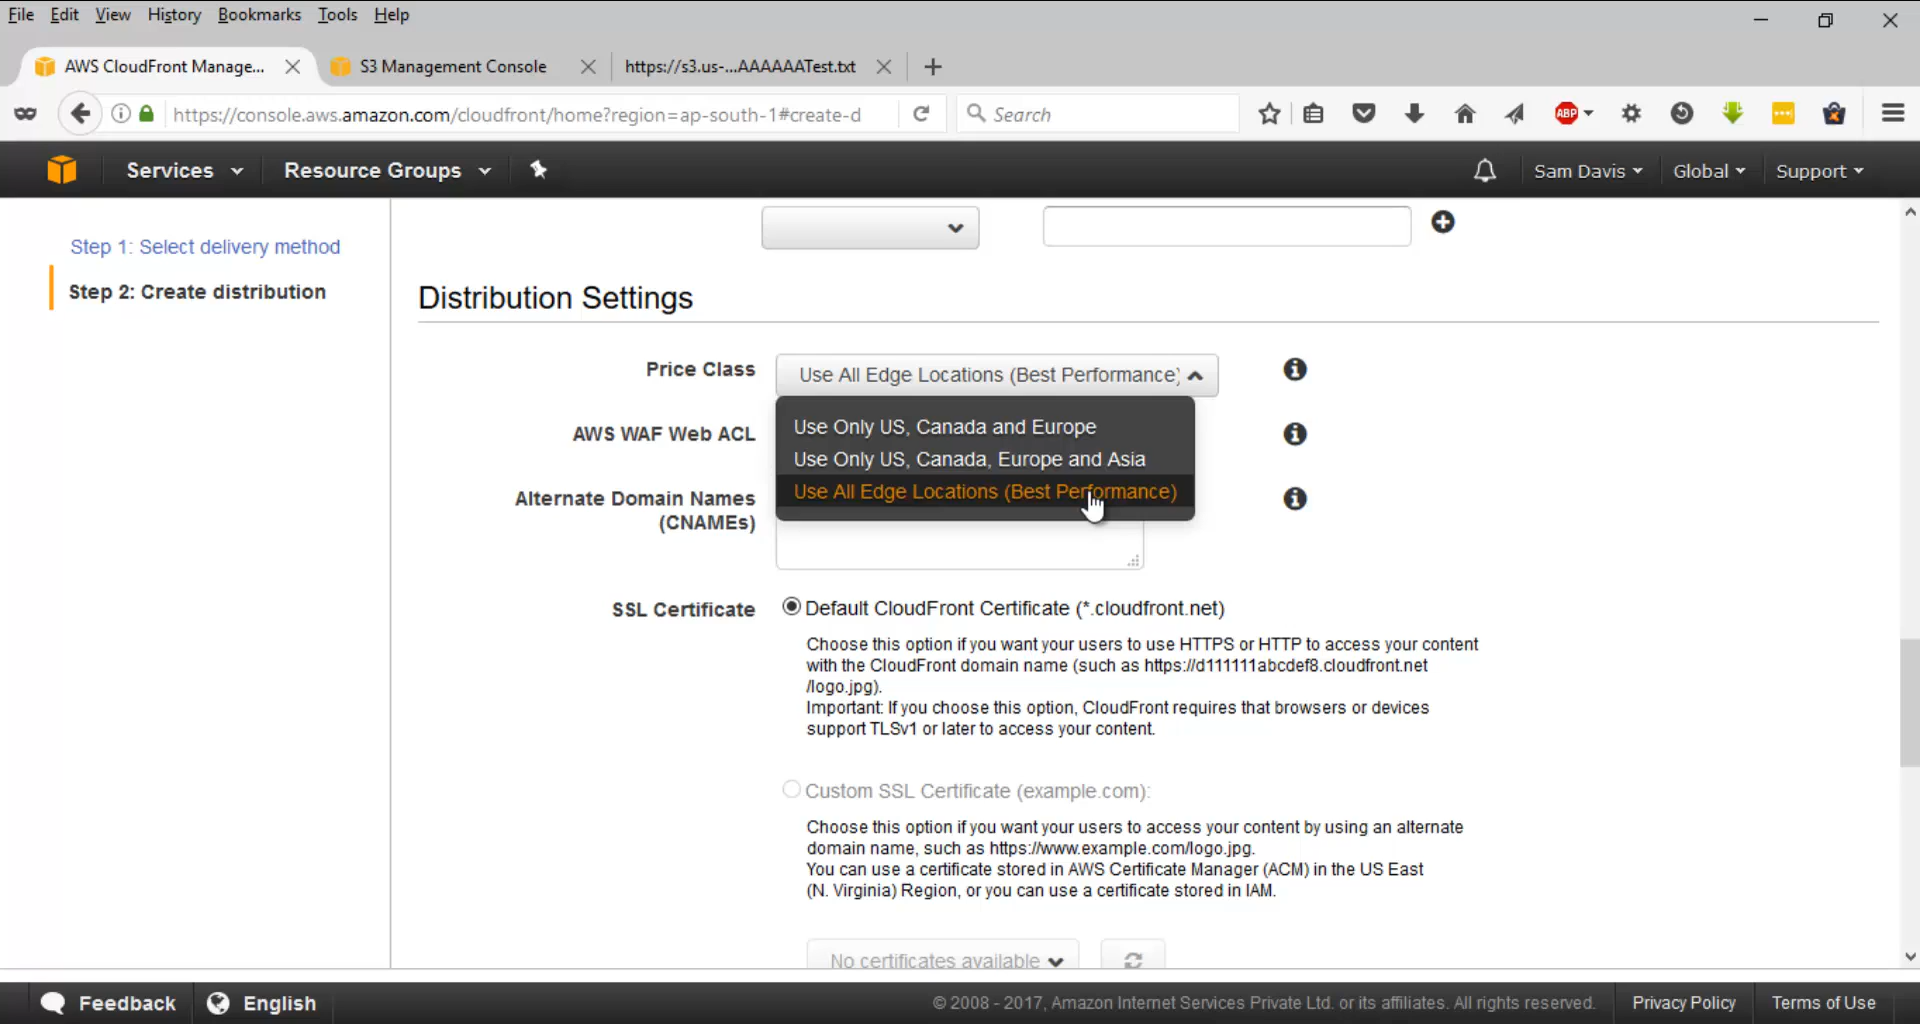 File Edit View History Bookmarks Tools Help
AWS CloudFront Manage... S3 Management Console https://s3.us-...AAAAAATest.txt
https://console.aws.amazon.com/cloudfront/home?region=ap-south-1#create-d Search ABP
Services Resource Groups Sam Davis Global Support
Step 1: Select delivery method
Step 2: Create distribution
Distribution Settings
Price Class Use All Edge Locations (Best Performance)
Use Only US, Canada and Europe
AWS WAF Web ACL
Use Only US, Canada, Europe and Asia
Use All Edge Locations (Best Performance)
Alternate Domain Names
(CNAMEs)
SSL Certificate Default CloudFront Certificate (*.cloudfront.net)
Choose this option if you want your users to use HTTPS or HTTP to access your content
with the CloudFront domain name (such as https://d111111abcdef8.cloudfront.net
/logo.jpg).
Important: If you choose this option, CloudFront requires that browsers or devices
support TLSv1 or later to access your content.
Custom SSL Certificate (example.com):
Choose this option if you want your users to access your content by using an alternate
domain name, such as https://www.example.com/logo.jpg.
You can use a certificate stored in AWS Certificate Manager (ACM) in the US East
(N. Virginia) Region, or you can use a certificate stored in IAM.
No certificates available
Feedback English © 2008 - 2017, Amazon Internet Services Private Ltd. or its affiliates. All rights reserved. Privacy Policy Terms of Use